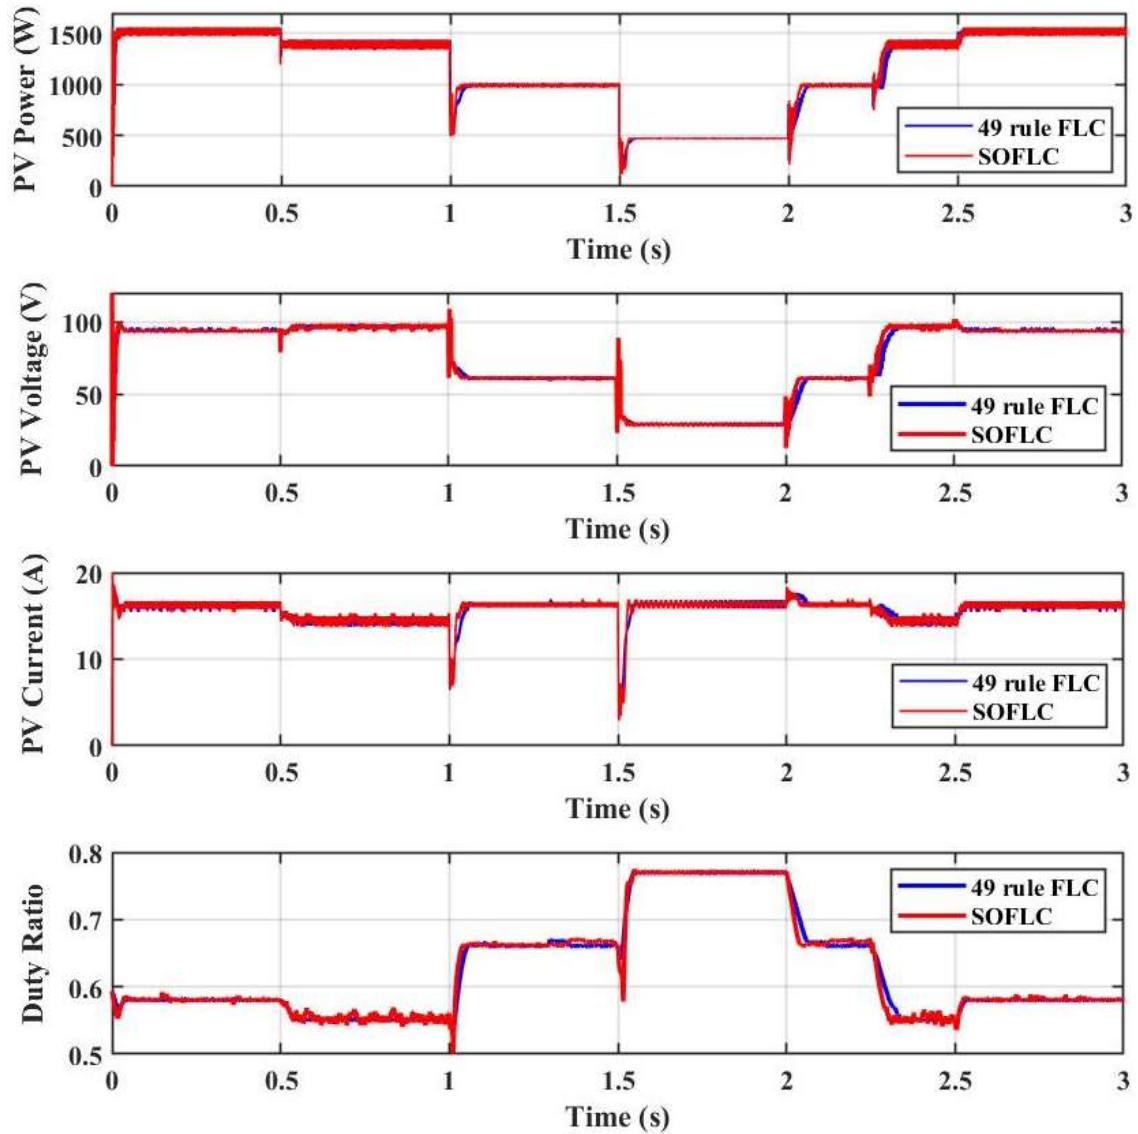 PV Power (W)
1500
1000
500
0
0 0.5 1 1.5 2 2.5 3
Time (s)
49 rule FLC
SOFLC
PV Voltage (V)
100
50
0
0 0.5 1 1.5 2 2.5 3
Time (s)
49 rule FLC
SOFLC
PV Current (A)
20
10
0
0 0.5 1 1.5 2 2.5 3
Time (s)
49 rule FLC
SOFLC
Duty Ratio
0.8
0.7
0.6
0.5
0 0.5 1 1.5 2 2.5 3
Time (s)
49 rule FLC
SOFLC